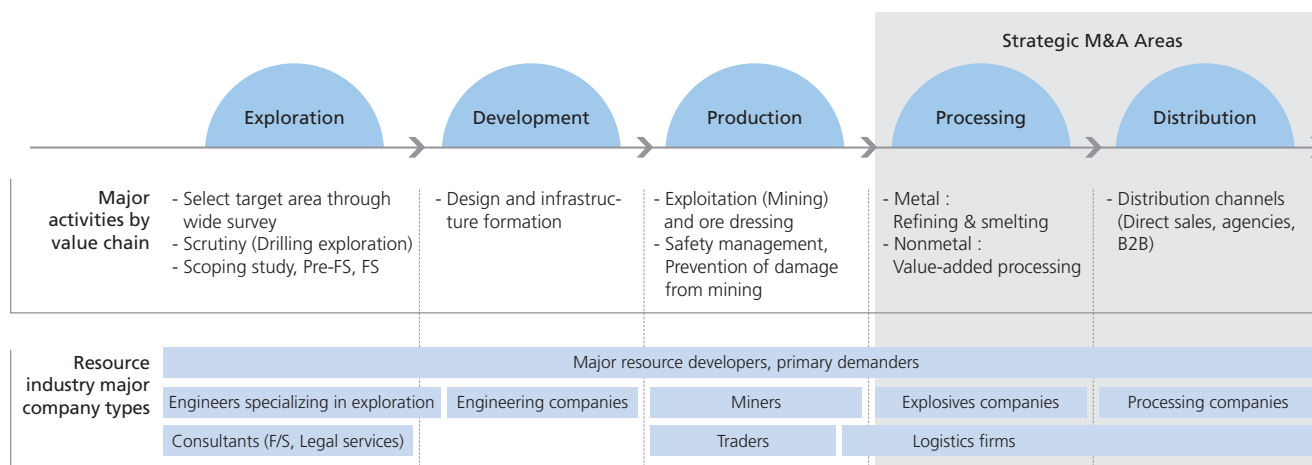 Strategic M&A Areas
Exploration
Development
Production
Processing
Distribution
Major
activities by
value chain
- Select target area through
wide survey
- Scrutiny (Drilling exploration)
- Scoping study, Pre-FS, FS
- Design and infrastruc-
ture formation
- Exploitation (Mining)
and ore dressing
- Safety management,
Prevention of damage
from mining
- Metal :
Refining & smelting
- Nonmetal :
Value-added processing
- Distribution channels
(Direct sales, agencies,
B2B)
Resource
industry major
company types
Major resource developers, primary demanders
Engineers specializing in exploration
Engineering companies
Miners
Explosives companies
Processing companies
Consultants (F/S, Legal services)
Traders
Logistics firms